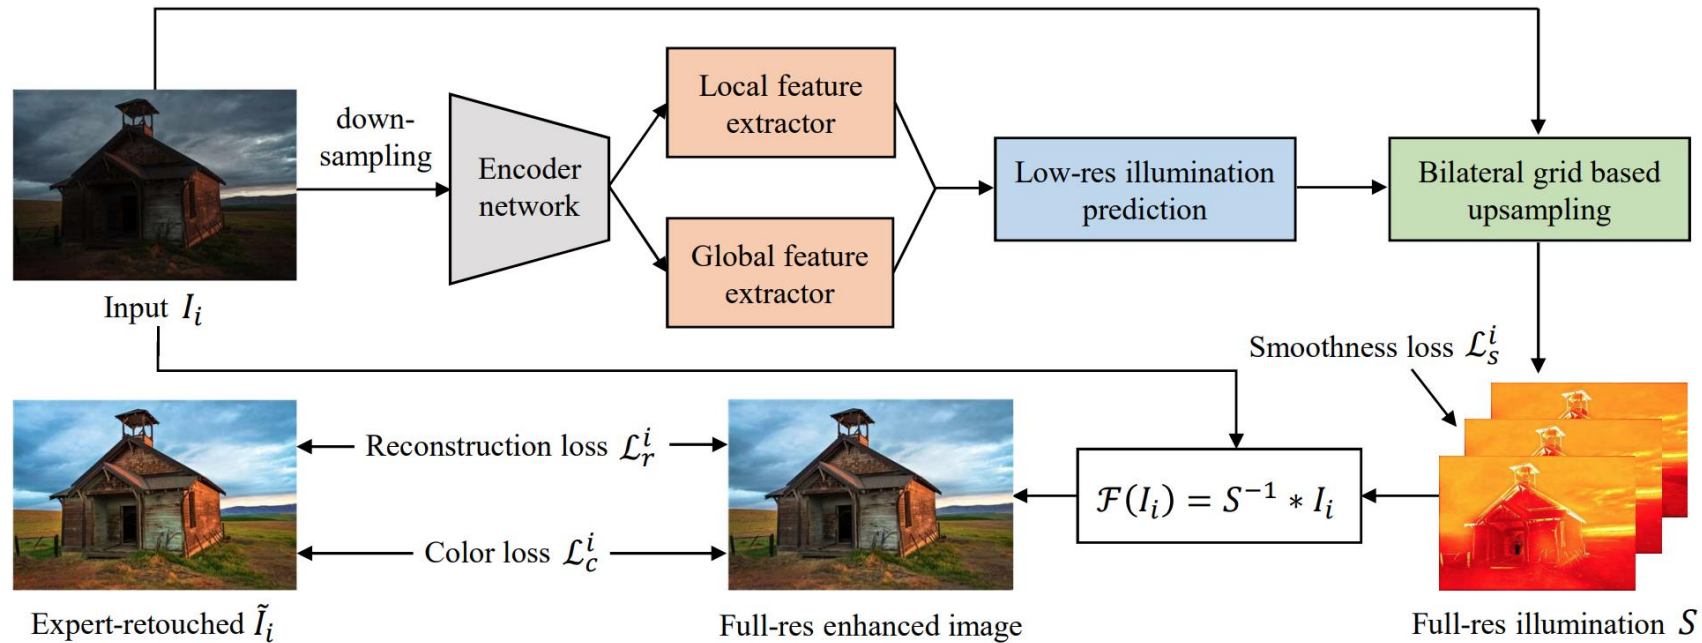 down-
sampling
Encoder
network
Local feature
extractor
Global feature
extractor
Low-res illumination
prediction
Bilateral grid based
upsampling
Input I_i
Smoothness loss ℒ_s^i
Reconstruction loss ℒ_r^i
Color loss ℒ_c^i
ℱ(I_i) = S⁻¹ * I_i
Expert-retouched Ĩ_i
Full-res enhanced image
Full-res illumination S